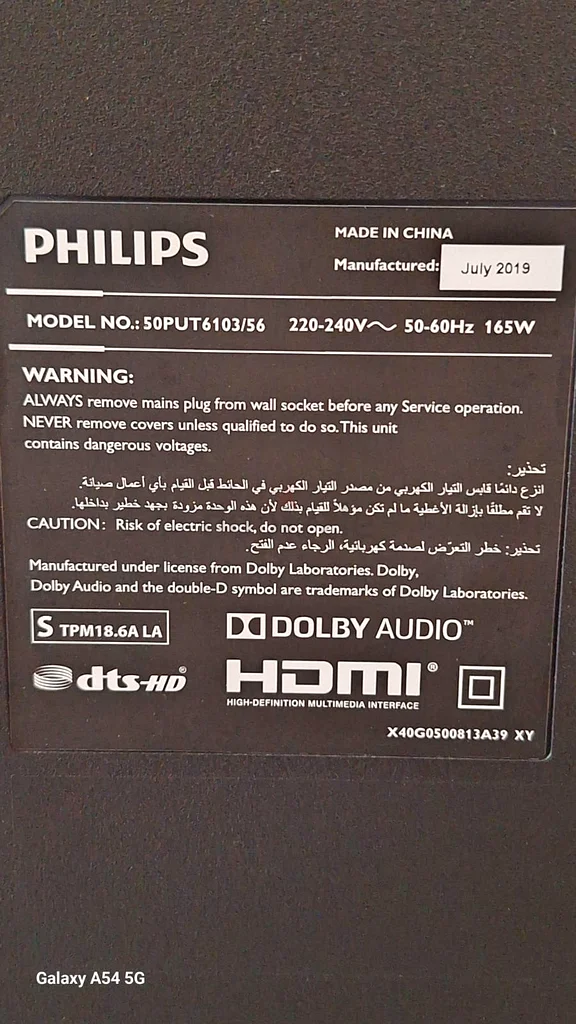 PHILIPS
MADE IN CHINA
Manufactured: July 2019
MODEL NO.: 50PUT6103/56 220-240V~ 50-60Hz 165W
WARNING:
ALWAYS remove mains plug from wall socket before any Service operation.
NEVER remove covers unless qualified to do so. This unit
contains dangerous voltages.
تحذير:
انزع دائمًا قابس التيار الكهربي من مصدر التيار الكهربي في الحائط قبل القيام بأي أعمال صيانة.
لا تقم مطلقًا بإزالة الأغطية ما لم تكن مؤهلاً للقيام بذلك لأن هذه الوحدة مزودة بجهد خطير بداخلها.
CAUTION: Risk of electric shock, do not open.
تحذير: خطر التعرّض لصدمة كهربائية، الرجاء عدم الفتح.
Manufactured under license from Dolby Laboratories. Dolby,
Dolby Audio and the double-D symbol are trademarks of Dolby Laboratories.
S TPM18.6A LA
DOLBY AUDIO™
dts-HD®
HDMI®
HIGH-DEFINITION MULTIMEDIA INTERFACE
X40G0500813A39 XY
Galaxy A54 5G